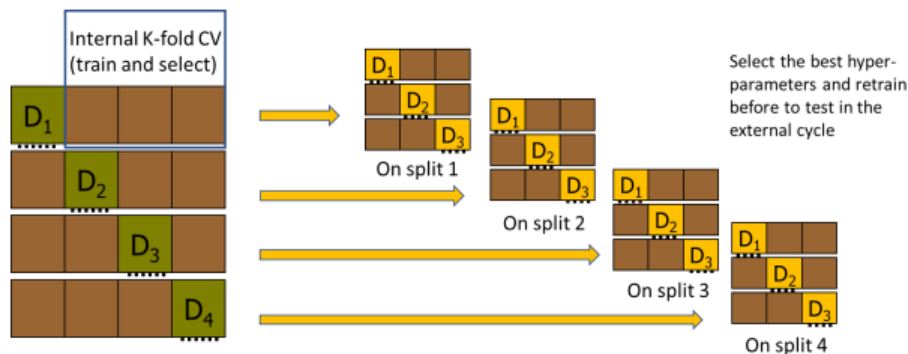 Internal K-fold CV
(train and select)
D1
D2
D3
D4
D1
D2
D3
On split 1
D1
D2
D3
On split 2
D1
D2
D3
On split 3
D1
D2
D3
On split 4
Select the best hyper-
parameters and retrain
before to test in the
external cycle